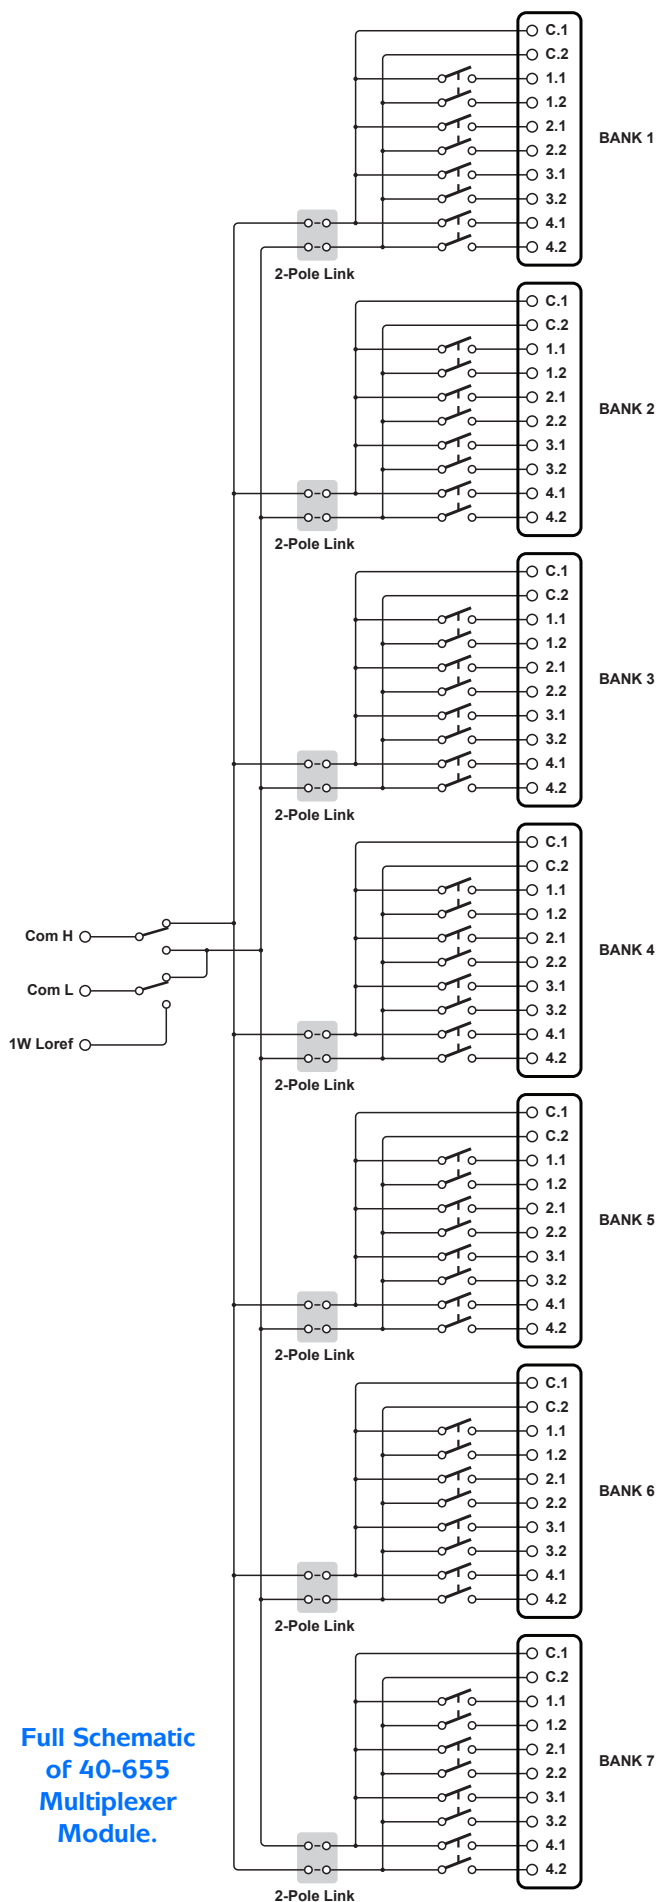 C.1
C.2
1.1
1.2
2.1
2.2
3.1
3.2
4.1
4.2
BANK 1
2-Pole Link
C.1
C.2
1.1
1.2
2.1
2.2
3.1
3.2
4.1
4.2
BANK 2
2-Pole Link
C.1
C.2
1.1
1.2
2.1
2.2
3.1
3.2
4.1
4.2
BANK 3
2-Pole Link
C.1
C.2
1.1
1.2
2.1
2.2
3.1
3.2
4.1
4.2
BANK 4
Com H
Com L
1W Loref
2-Pole Link
C.1
C.2
1.1
1.2
2.1
2.2
3.1
3.2
4.1
4.2
BANK 5
2-Pole Link
C.1
C.2
1.1
1.2
2.1
2.2
3.1
3.2
4.1
4.2
BANK 6
2-Pole Link
C.1
C.2
1.1
1.2
2.1
2.2
3.1
3.2
4.1
4.2
BANK 7
2-Pole Link
Full Schematic
of 40-655
Multiplexer
Module.